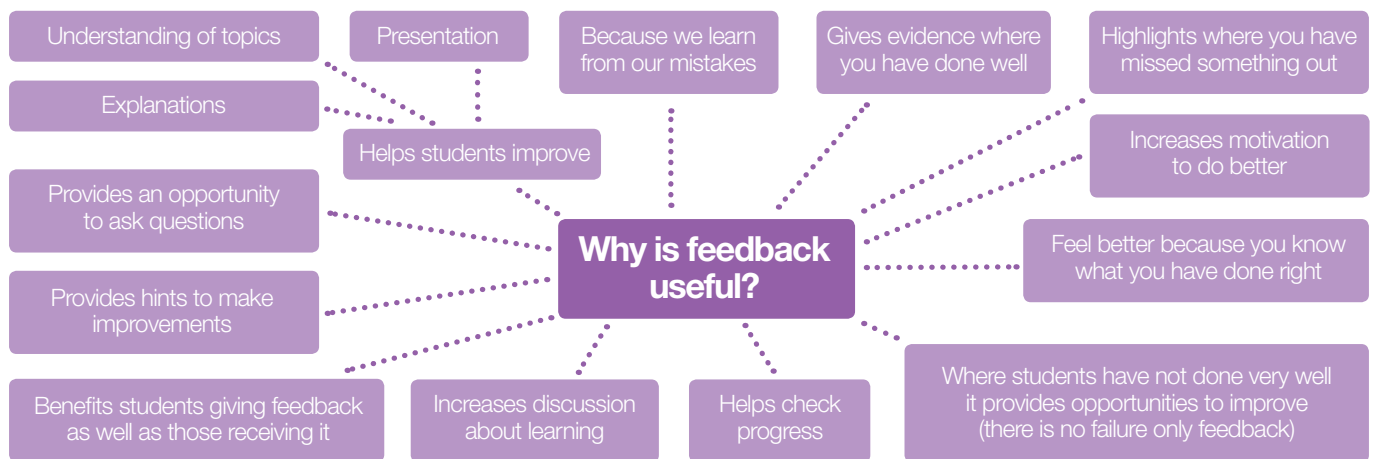 Understanding of topics
Presentation
Because we learn
from our mistakes
Gives evidence where
you have done well
Highlights where you have
missed something out
Explanations
Helps students improve
Increases motivation
to do better
Provides an opportunity
to ask questions
Why is feedback
useful?
Feel better because you know
what you have done right
Provides hints to make
improvements
Benefits students giving feedback
as well as those receiving it
Increases discussion
about learning
Helps check
progress
Where students have not done very well
it provides opportunities to improve
(there is no failure only feedback)